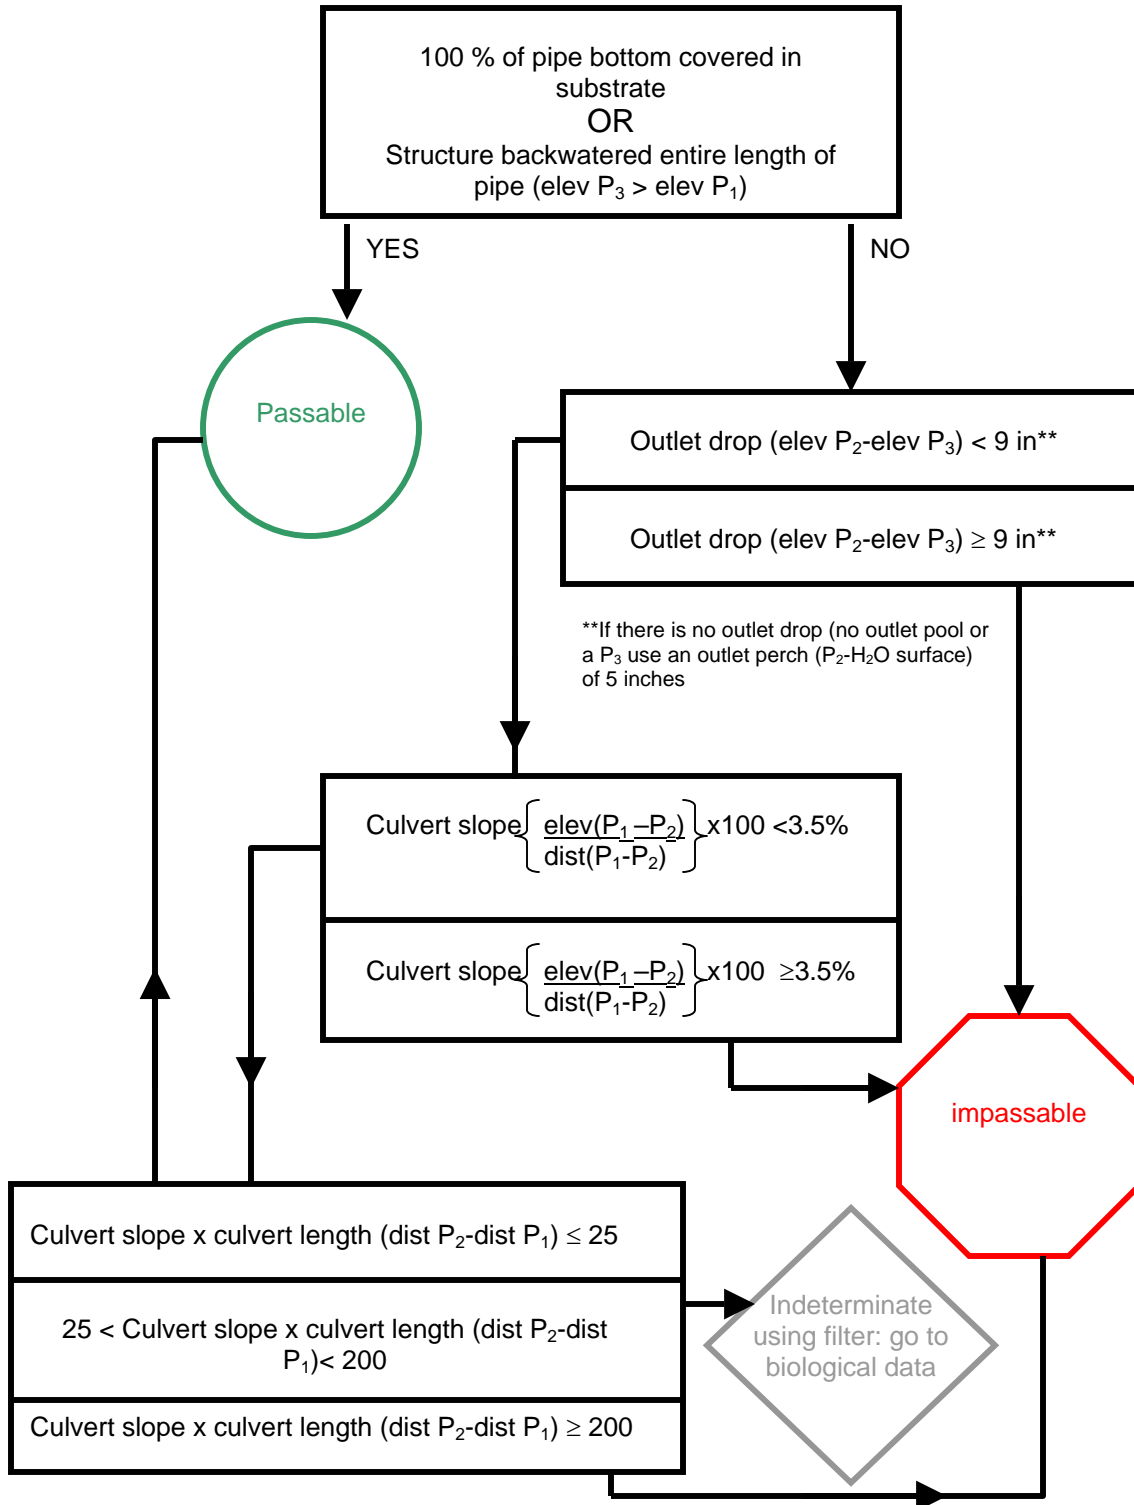 100 % of pipe bottom covered in
substrate
OR
Structure backwatered entire length of
pipe (elev P₃ > elev P₁)
YES
NO
Passable
Outlet drop (elev P₂-elev P₃) < 9 in**
Outlet drop (elev P₂-elev P₃) ≥ 9 in**
**If there is no outlet drop (no outlet pool or
a P₃ use an outlet perch (P₂-H₂O surface)
of 5 inches
Culvert slope { elev(P₁ –P₂) } x100 <3.5%
dist(P₁-P₂)
Culvert slope { elev(P₁ –P₂) } x100 ≥3.5%
dist(P₁-P₂)
impassable
Culvert slope x culvert length (dist P₂-dist P₁) ≤ 25
25 < Culvert slope x culvert length (dist P₂-dist
P₁)< 200
Culvert slope x culvert length (dist P₂-dist P₁) ≥ 200
Indeterminate
using filter: go to
biological data